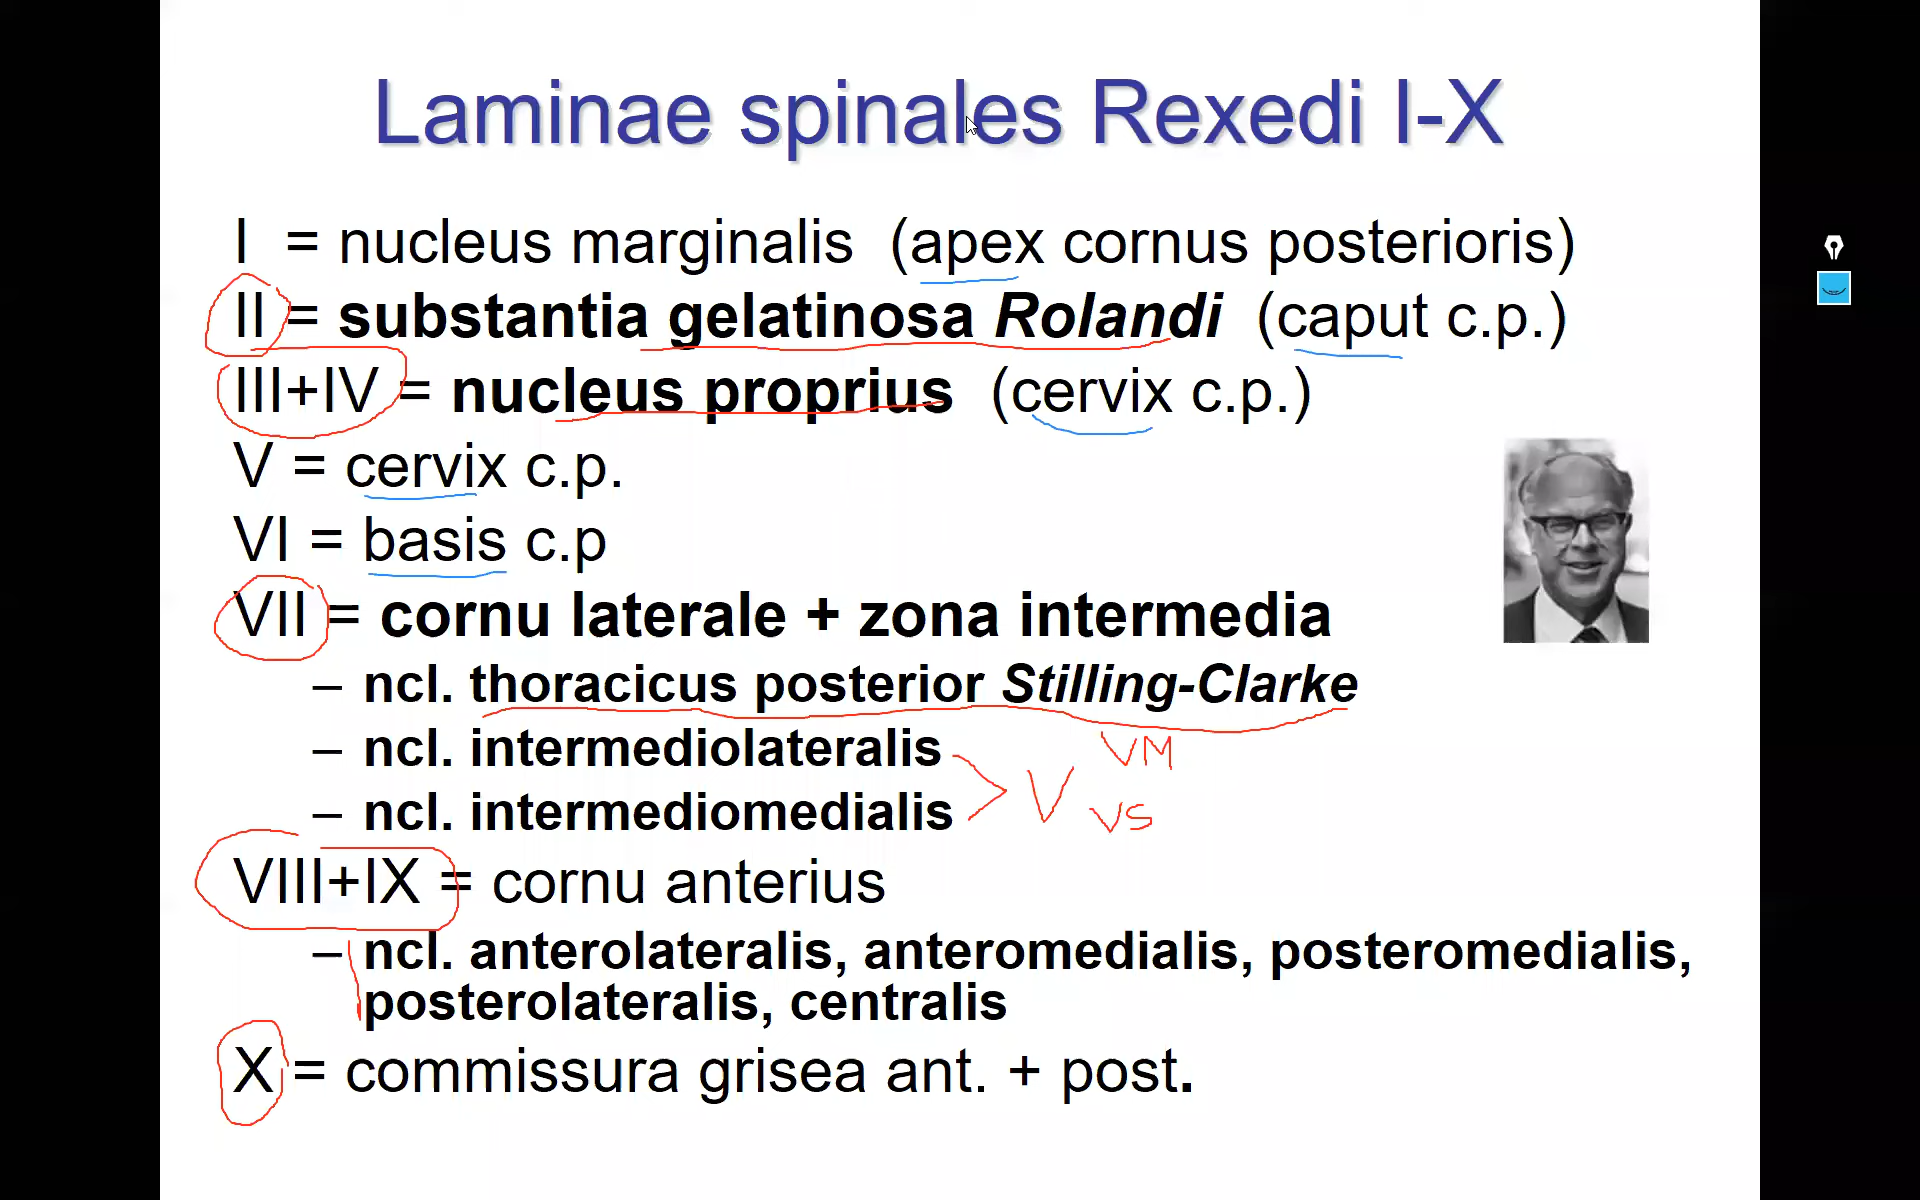 Laminae spinales Rexedi I-X
I = nucleus marginalis (apex cornus posterioris)
II = substantia gelatinosa Rolandi (caput c.p.)
III+IV = nucleus proprius (cervix c.p.)
V = cervix c.p.
VI = basis c.p
VII = cornu laterale + zona intermedia
– ncl. thoracicus posterior Stilling-Clarke
– ncl. intermediolateralis
VM
V
– ncl. intermediomedialis
VS
VIII+IX = cornu anterius
– ncl. anterolateralis, anteromedialis, posteromedialis,
posterolateralis, centralis
X = commissura grisea ant. + post.